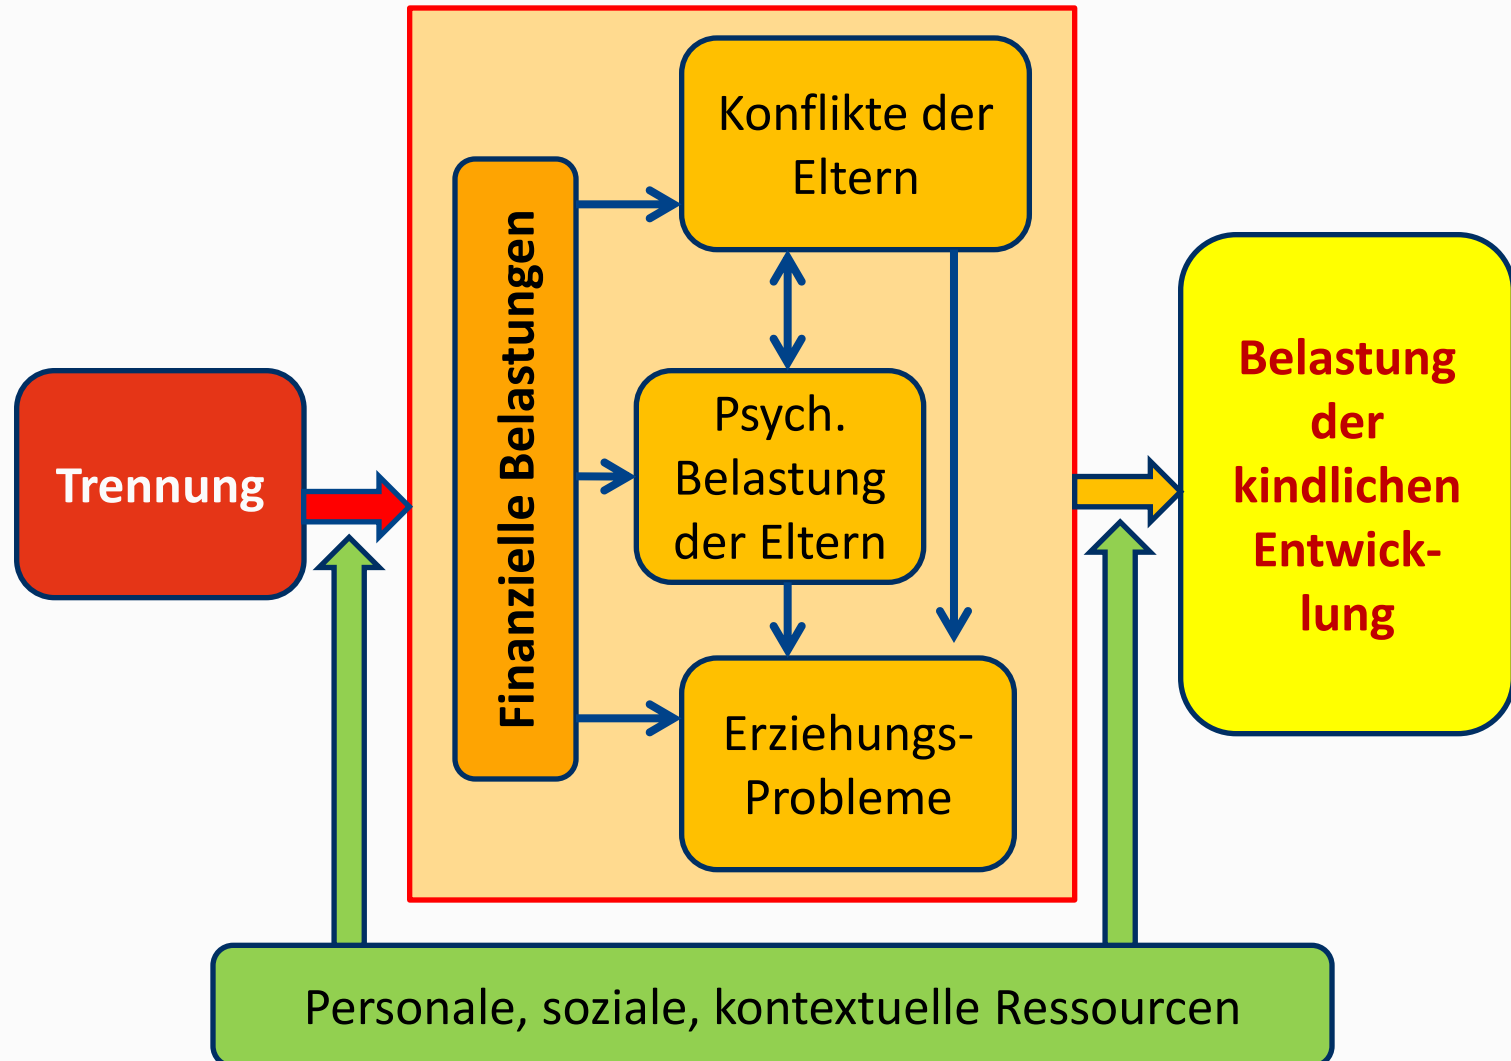 Konflikte der
Eltern
Finanzielle Belastungen
Trennung
Psych.
Belastung
der Eltern
Belastung
der
kindlichen
Entwick-
lung
Erziehungs-
Probleme
Personale, soziale, kontextuelle Ressourcen